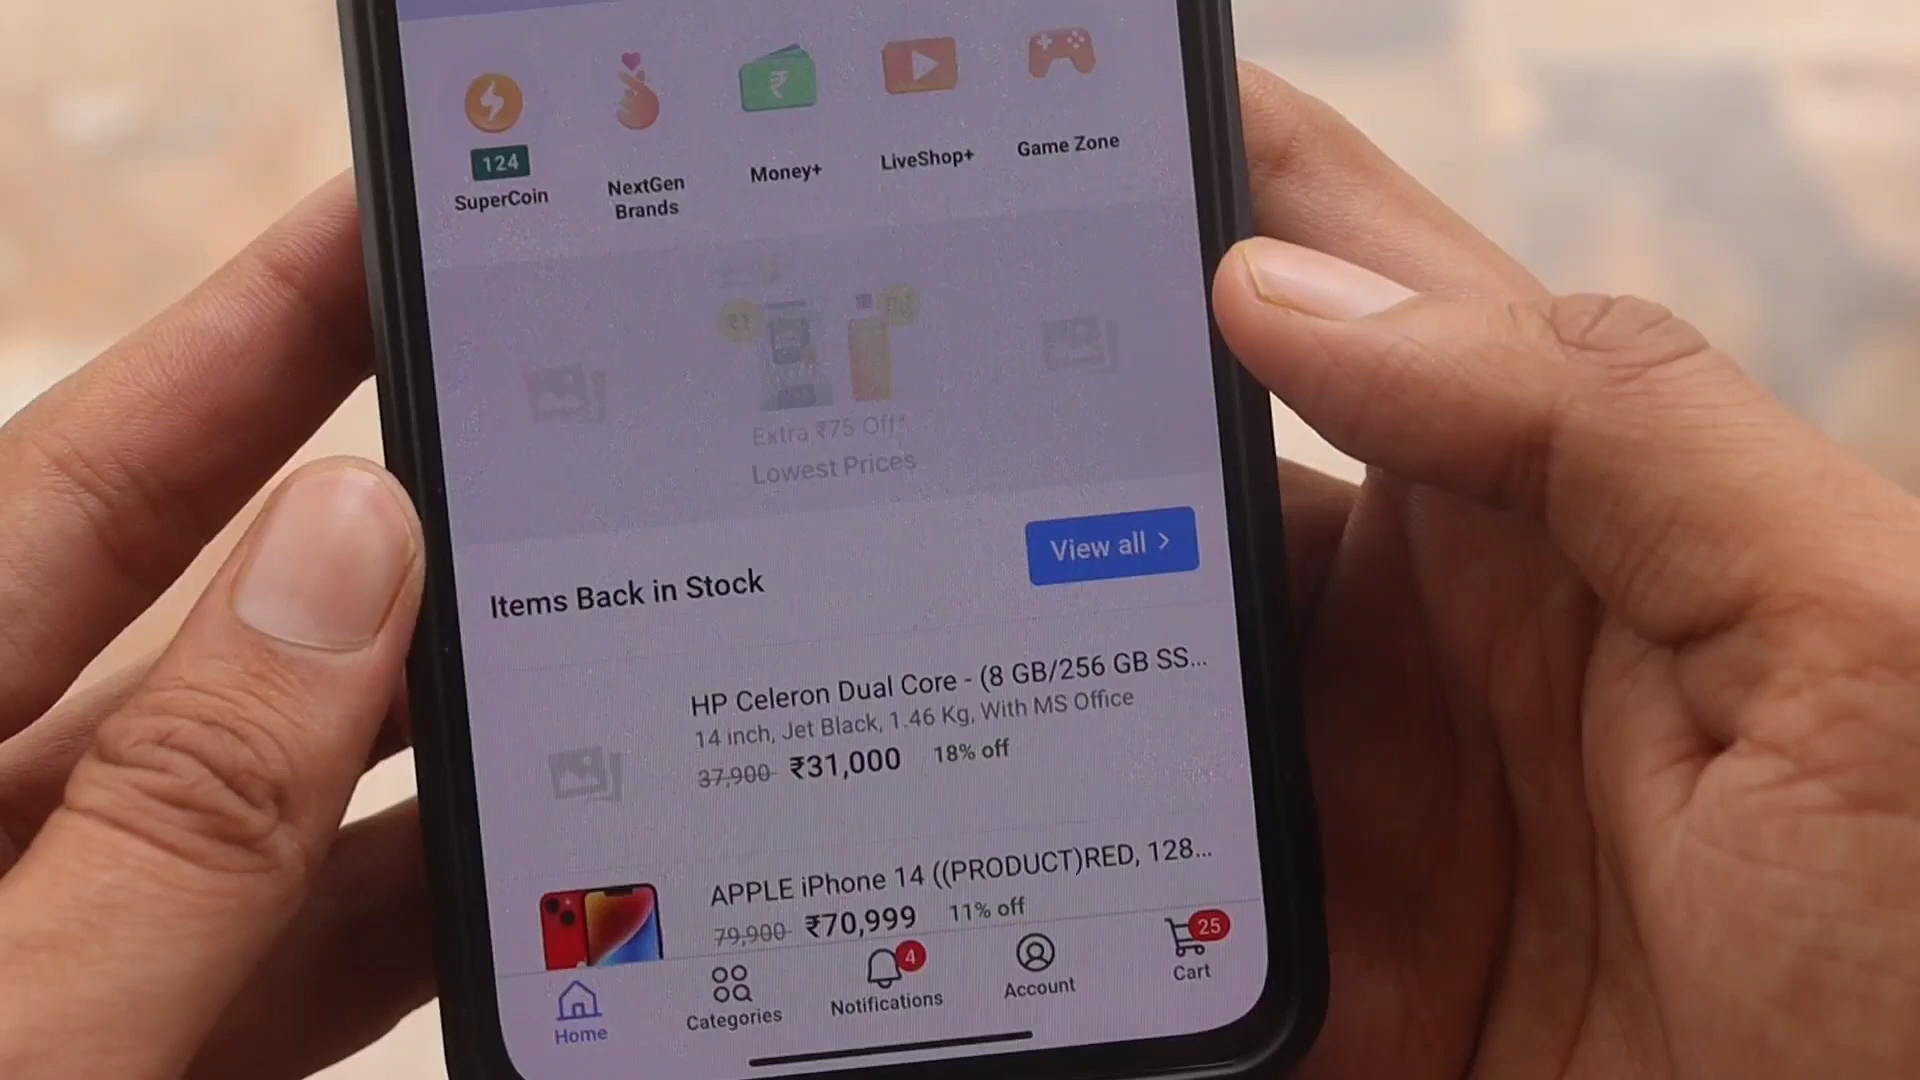 124
SuperCoin
NextGen
Brands
Money+
LiveShop+
Game Zone
₹1
Extra ₹75 Off*
Lowest Prices
Items Back in Stock
View all >
HP Celeron Dual Core - (8 GB/256 GB SS...
14 inch, Jet Black, 1.46 Kg, With MS Office
37,900 ₹31,000 18% off
APPLE iPhone 14 ((PRODUCT)RED, 128...
79,900 ₹70,999 11% off
Home
Categories
4
Notifications
Account
25
Cart